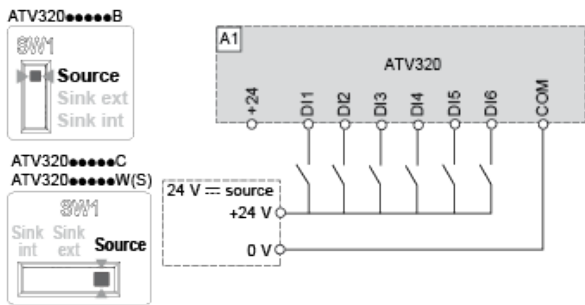 ATV320●●●●●B
SW1
Source
Sink ext
Sink int
ATV320●●●●●C
ATV320●●●●●W(S)
SW1
Sink int
Sink ext
Source
A1
ATV320
+24
DI1
DI2
DI3
DI4
DI5
DI6
COM
24 V ⎓ source
+24 V
0 V